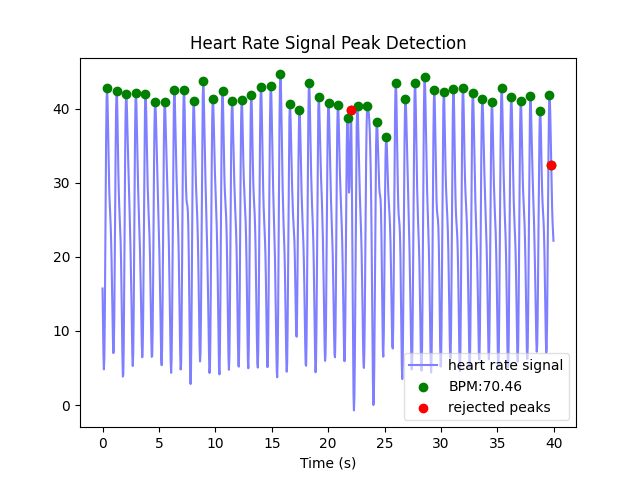 Heart Rate Signal Peak Detection
40
30
20
10
0
heart rate signal
BPM:70.46
rejected peaks
0 5 10 15 20 25 30 35 40
Time (s)